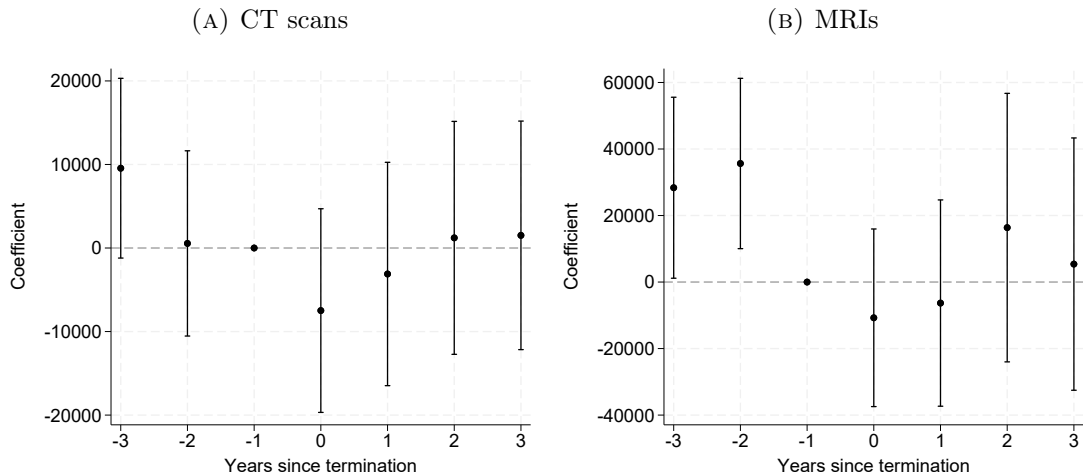 (A) CT scans
Coefficient
20000
10000
0
-10000
-20000
-3 -2 -1 0 1 2 3
Years since termination
(B) MRIs
Coefficient
60000
40000
20000
0
-20000
-40000
-3 -2 -1 0 1 2 3
Years since termination